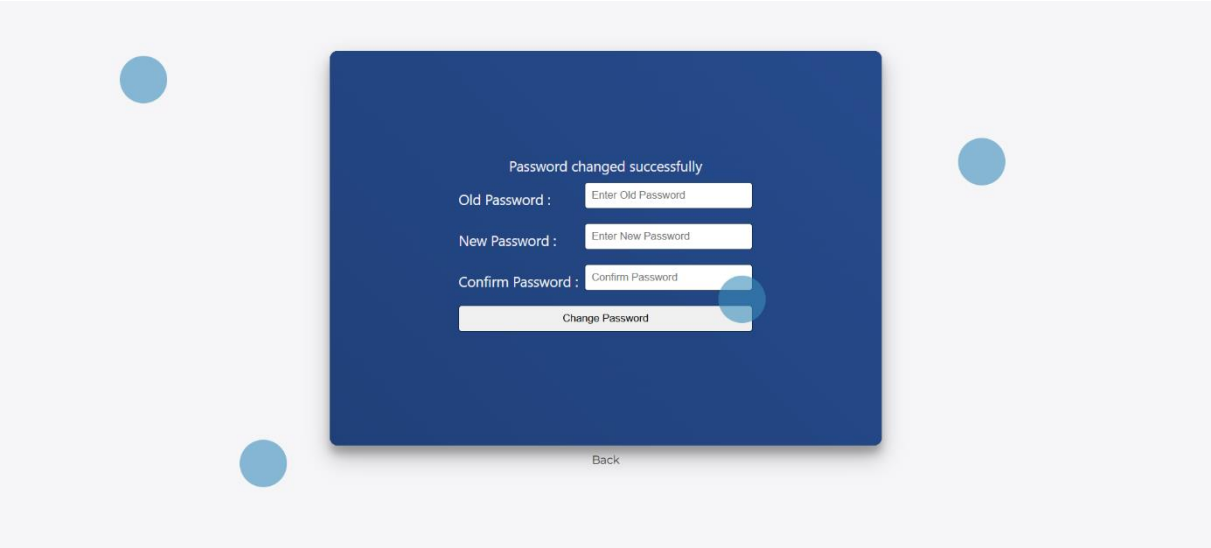 Password changed successfully
Old Password : Enter Old Password
New Password : Enter New Password
Confirm Password : Confirm Password
Change Password
Back